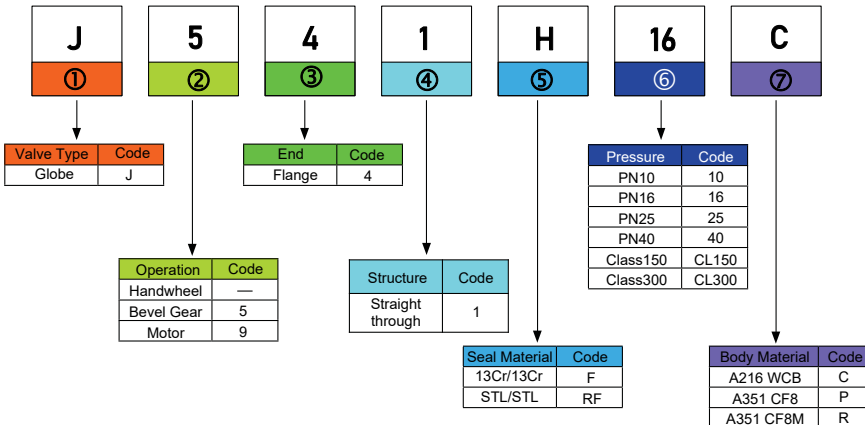 J 5 4 1 H 16 C
① ② ③ ④ ⑤ ⑥ ⑦
Valve Type Code
Globe J
End Code
Flange 4
Pressure Code
PN10 10
PN16 16
PN25 25
PN40 40
Class150 CL150
Class300 CL300
Operation Code
Handwheel —
Bevel Gear 5
Motor 9
Structure Code
Straight
through 1
Seal Material Code
13Cr/13Cr F
STL/STL RF
Body Material Code
A216 WCB C
A351 CF8 P
A351 CF8M R